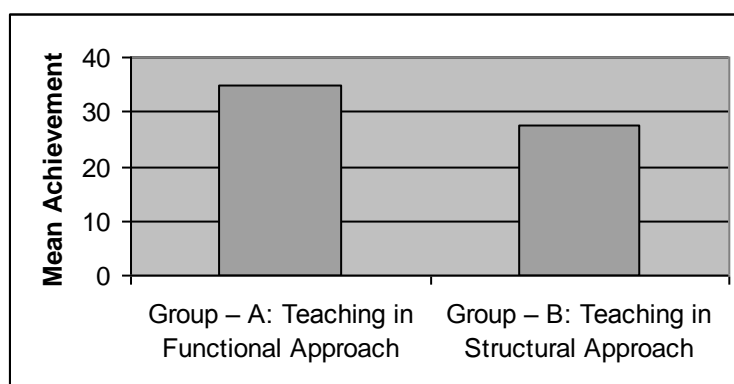 Mean Achievement
40
30
20
10
0
Group – A: Teaching in
Functional Approach
Group – B: Teaching in
Structural Approach